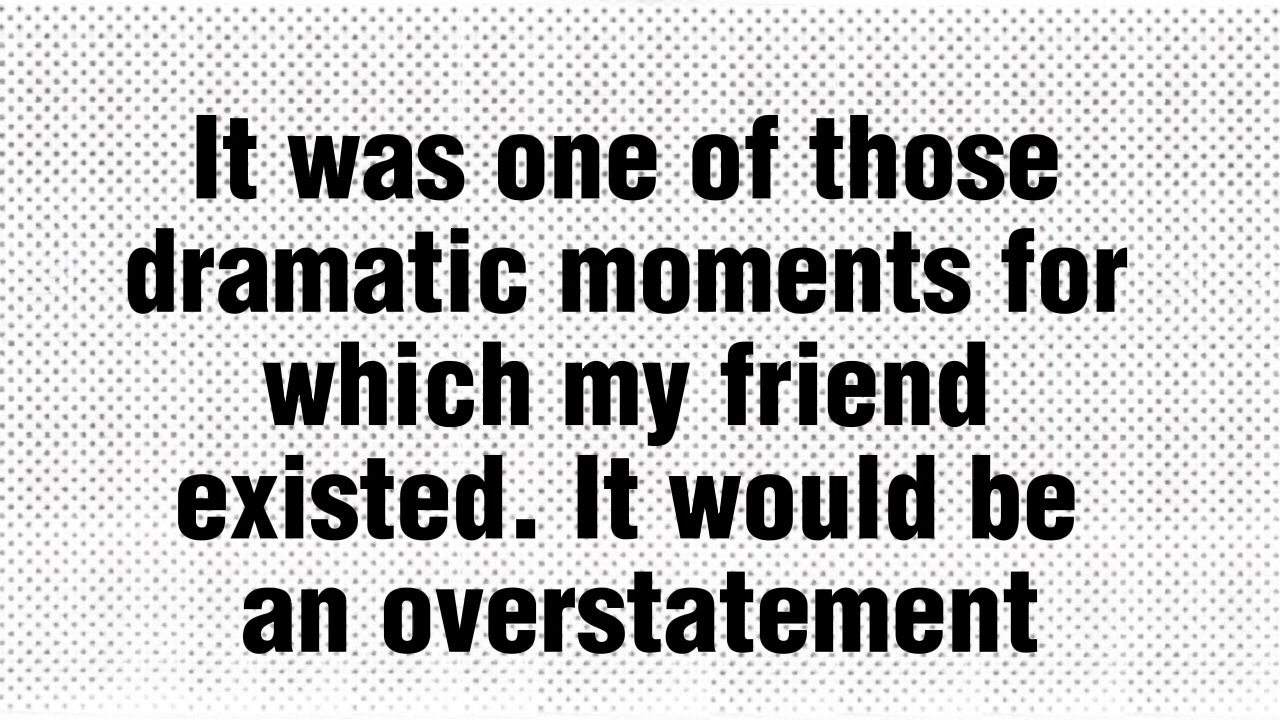 It was one of those
dramatic moments for
which my friend
existed. It would be
an overstatement